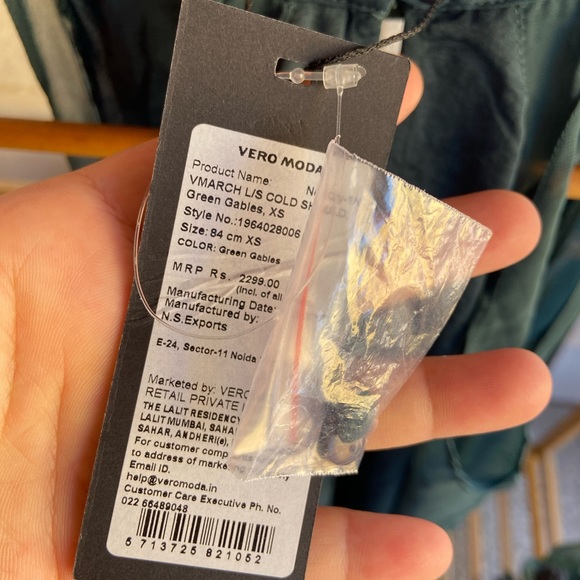 VERO MODA
Product Name:
VMARCH L/S COLD SH
Green Gables, XS
Style No.:1964028006
Size: 84 cm XS
COLOR: Green Gables
MRP Rs. 2299.00
(Incl. of all
Manufacturing Date:
Manufactured by:
N.S.Exports
E-24, Sector-11 Noida
Marketed by: VERO
RETAIL PRIVATE
THE LALIT RESIDENCY
LALIT MUMBAI, SAHA
SAHAR, ANDHERI(e),
For customer comp
to address of marketing
Email ID.
help@veromoda.in
Customer Care Executive Ph. No.
022 66489048
5 713725 821052